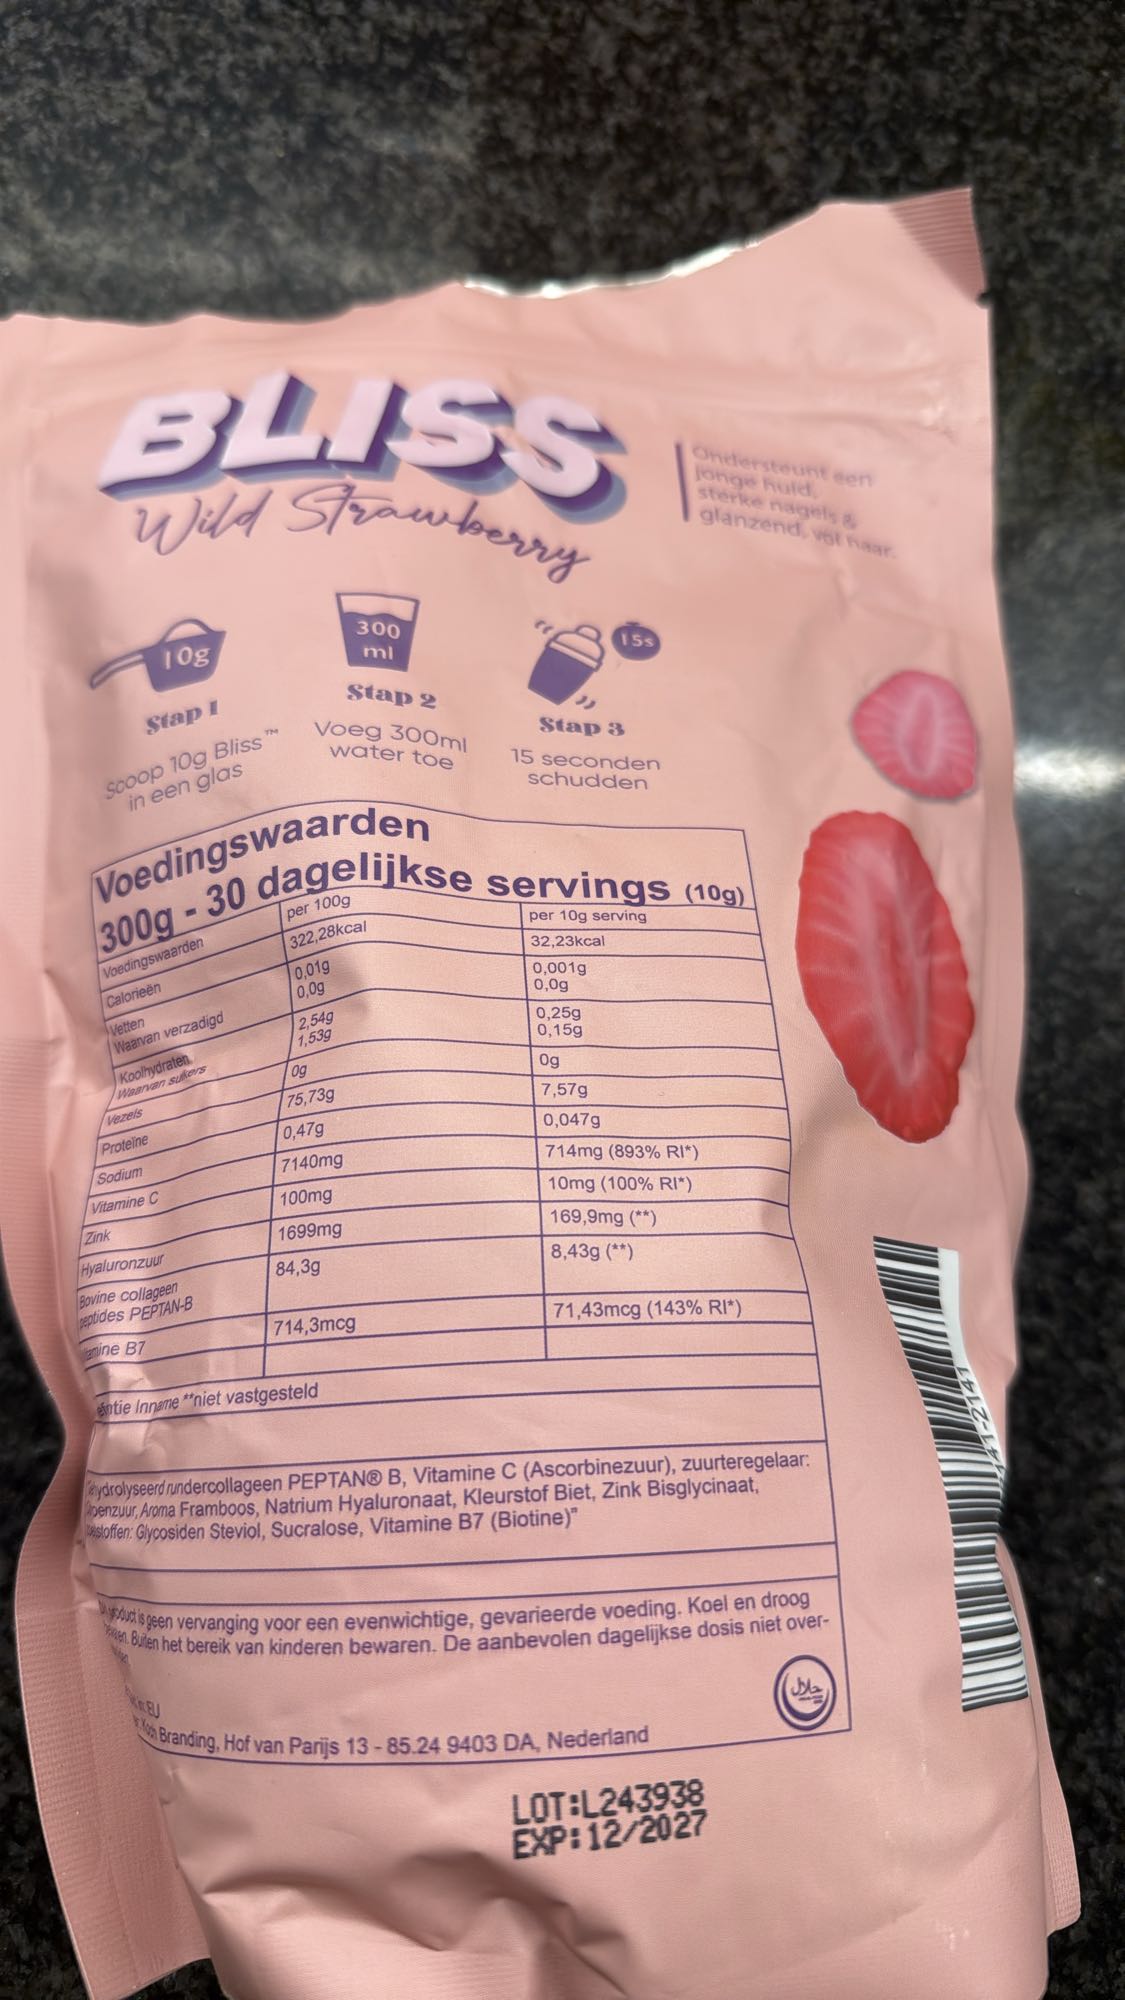 BLISS
Wild Strawberry
Ondersteunt een
jonge huid,
sterke nagels &
glanzend, vol haar.
10g
300
ml
15s
Stap 1
Stap 2
Stap 3
Scoop 10g Bliss™
in een glas
Voeg 300ml
water toe
15 seconden
schudden
Voedingswaarden
300g - 30 dagelijkse servings (10g)
Voedingswaarden per 100g per 10g serving
Calorieën 322,28kcal 32,23kcal
Vetten 0,01g 0,001g
Waarvan verzadigd 0,0g 0,0g
Koolhydraten 2,54g 0,25g
Waarvan suikers 1,53g 0,15g
Vezels 0g 0g
Proteïne 75,73g 7,57g
Sodium 0,47g 0,047g
Vitamine C 7140mg 714mg (893% RI*)
Zink 100mg 10mg (100% RI*)
Hyaluronzuur 1699mg 169,9mg (**)
Bovine collageen 84,3g 8,43g (**)
peptides PEPTAN-B
B7 714,3mcg 71,43mcg (143% RI*)
Inname **niet vastgesteld
rundercollageen PEPTAN® B, Vitamine C (Ascorbinezuur), zuurteregelaar:
Aroma Framboos, Natrium Hyaluronaat, Kleurstof Biet, Zink Bisglycinaat,
Glycosiden Steviol, Sucralose, Vitamine B7 (Biotine)"
product is geen vervanging voor een evenwichtige, gevarieerde voeding. Koel en droog
Buiten het bereik van kinderen bewaren. De aanbevolen dagelijkse dosis niet over-
EU
Koch Branding, Hof van Parijs 13 - 85.24 9403 DA, Nederland
حلال
LOT:L243938
EXP:12/2027